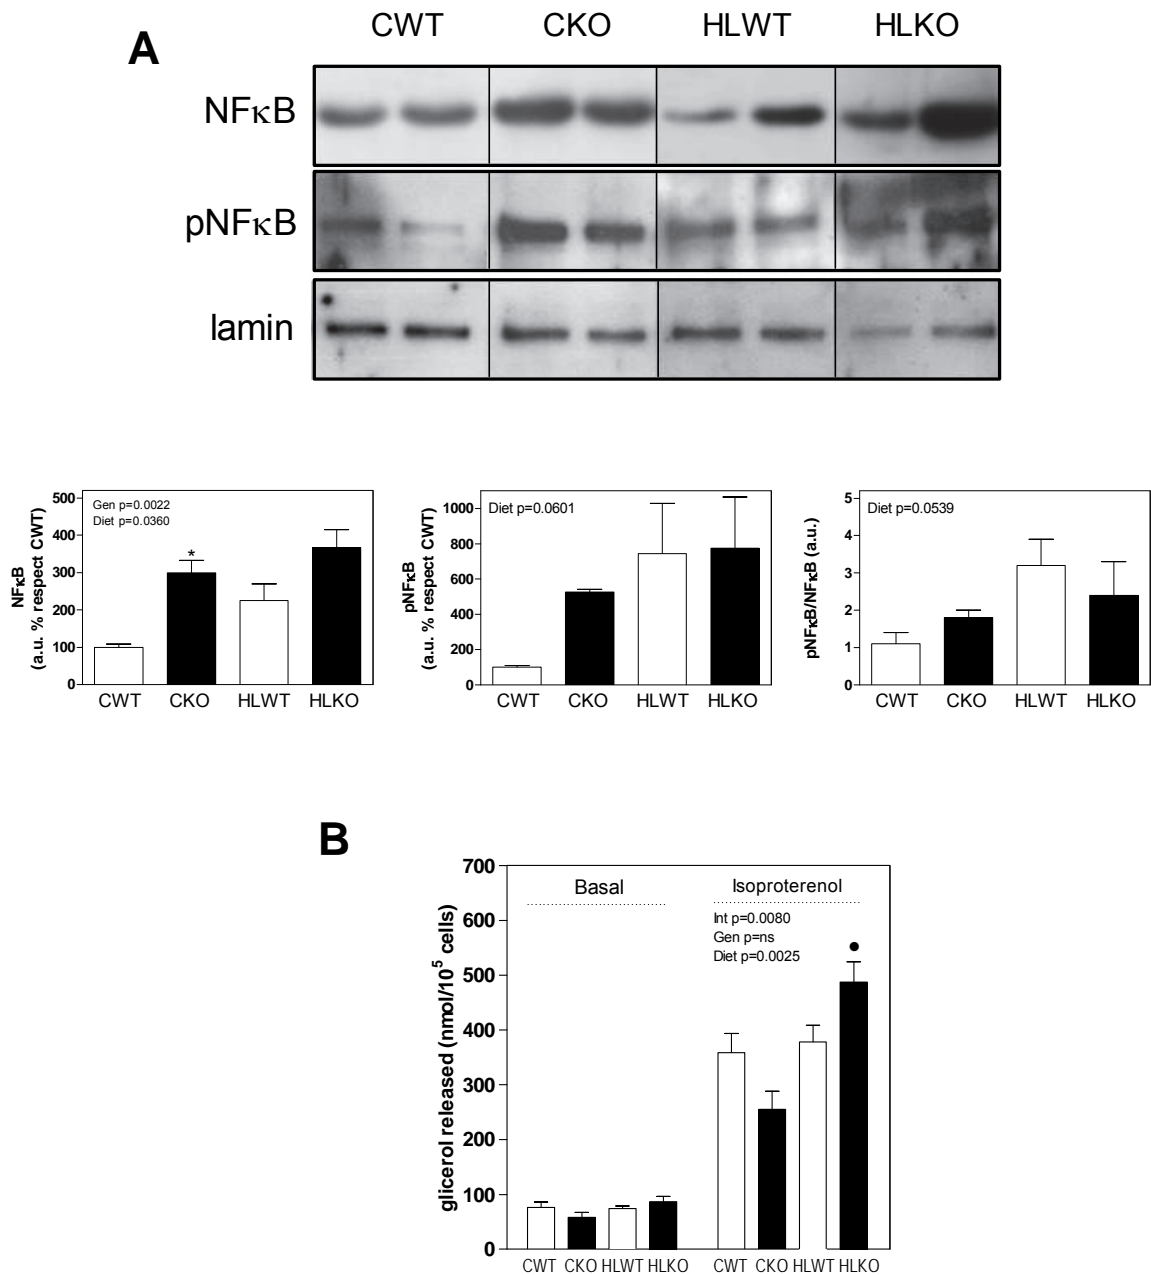 A
CWT CKO HLWT HLKO
NFκB
pNFκB
lamin
NFκB
(a.u. % respect CWT)
500
400
300
200
100
0
Gen p=0.0022
Diet p=0.0360
*
CWT CKO HLWT HLKO
pNFκB
(a.u. % respect CWT)
1000
800
600
400
200
0
Diet p=0.0601
CWT CKO HLWT HLKO
pNFκB/NFκB (a.u.)
5
4
3
2
1
0
Diet p=0.0539
CWT CKO HLWT HLKO
B
glicerol released (nmol/10⁵ cells)
700
600
500
400
300
200
100
0
Basal
Isoproterenol
Int p=0.0080
Gen p=ns
Diet p=0.0025
CWT CKO HLWT HLKO CWT CKO HLWT HLKO